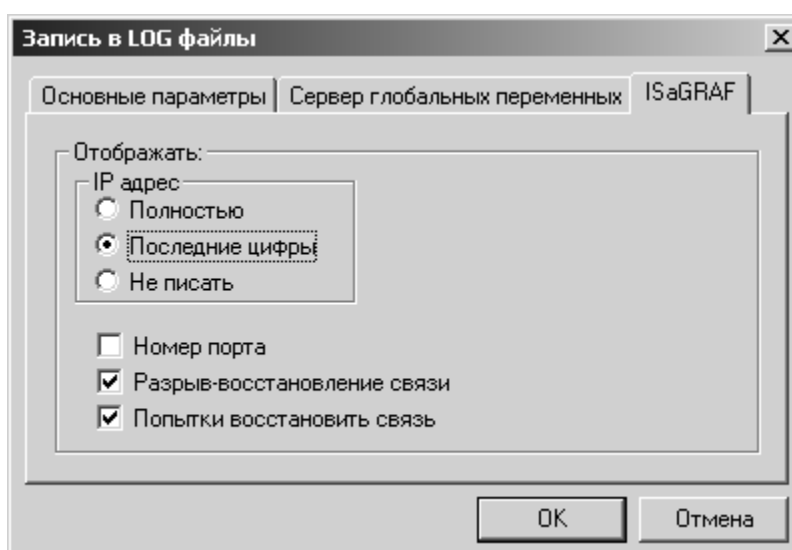 Запись в LOG файлы
Основные параметры Сервер глобальных переменных ISaGRAF
Отображать:
IP адрес
Полностью
Последние цифры
Не писать
Номер порта
Разрыв-восстановление связи
Попытки восстановить связь
OK Отмена